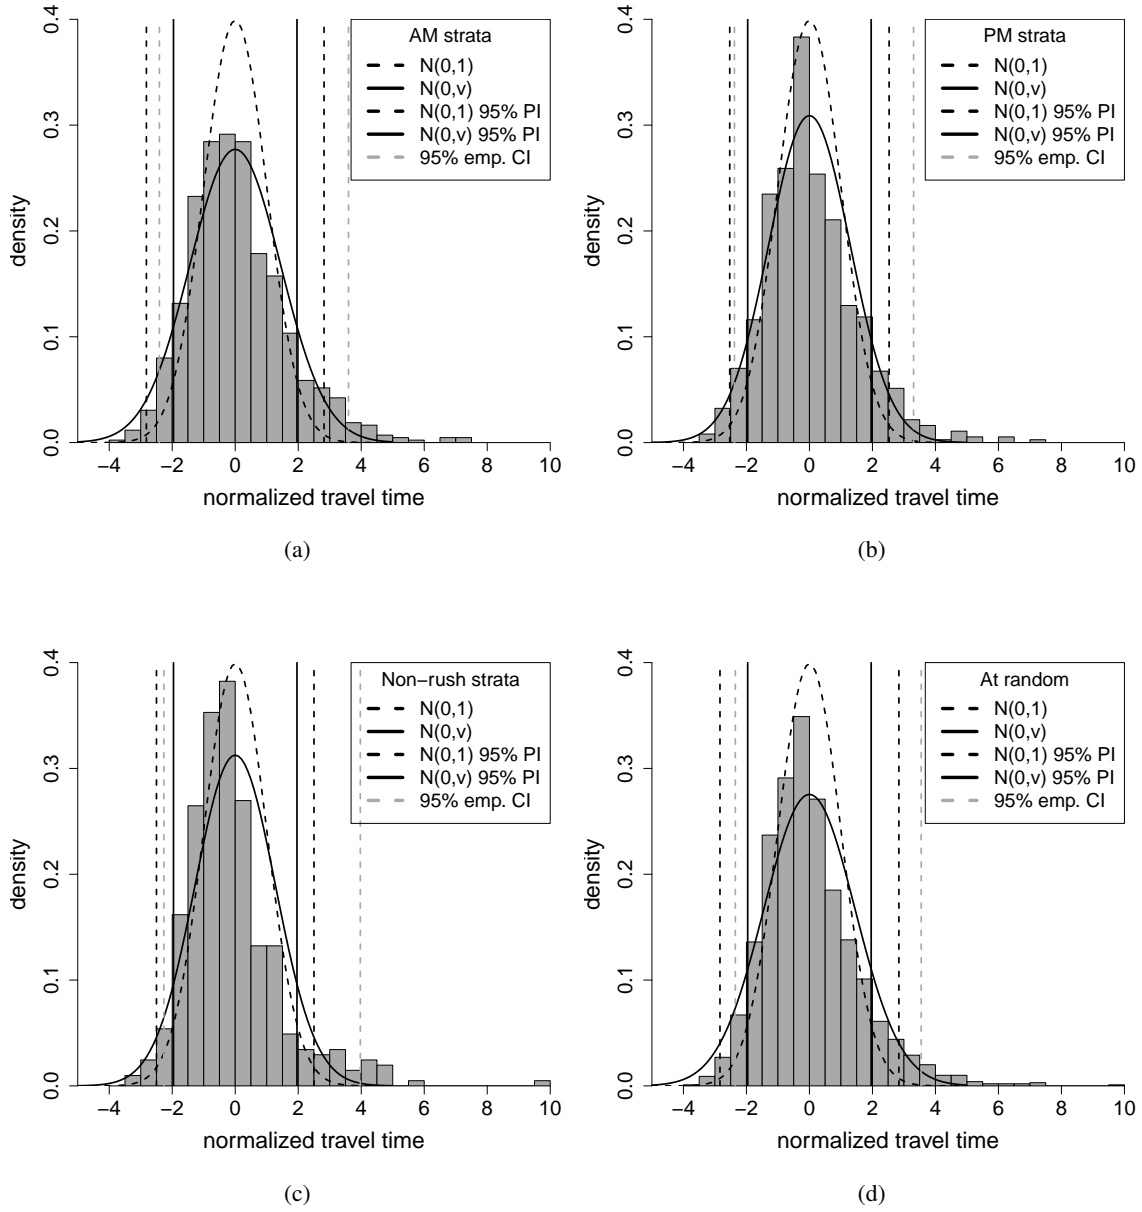 AM strata
N(0,1)
N(0,v)
N(0,1) 95% PI
N(0,v) 95% PI
95% emp. CI
density
0.0 0.1 0.2 0.3 0.4
−4 −2 0 2 4 6 8 10
normalized travel time
(a)
PM strata
N(0,1)
N(0,v)
N(0,1) 95% PI
N(0,v) 95% PI
95% emp. CI
density
0.0 0.1 0.2 0.3 0.4
−4 −2 0 2 4 6 8 10
normalized travel time
(b)
Non−rush strata
N(0,1)
N(0,v)
N(0,1) 95% PI
N(0,v) 95% PI
95% emp. CI
density
0.0 0.1 0.2 0.3 0.4
−4 −2 0 2 4 6 8 10
normalized travel time
(c)
At random
N(0,1)
N(0,v)
N(0,1) 95% PI
N(0,v) 95% PI
95% emp. CI
density
0.0 0.1 0.2 0.3 0.4
−4 −2 0 2 4 6 8 10
normalized travel time
(d)